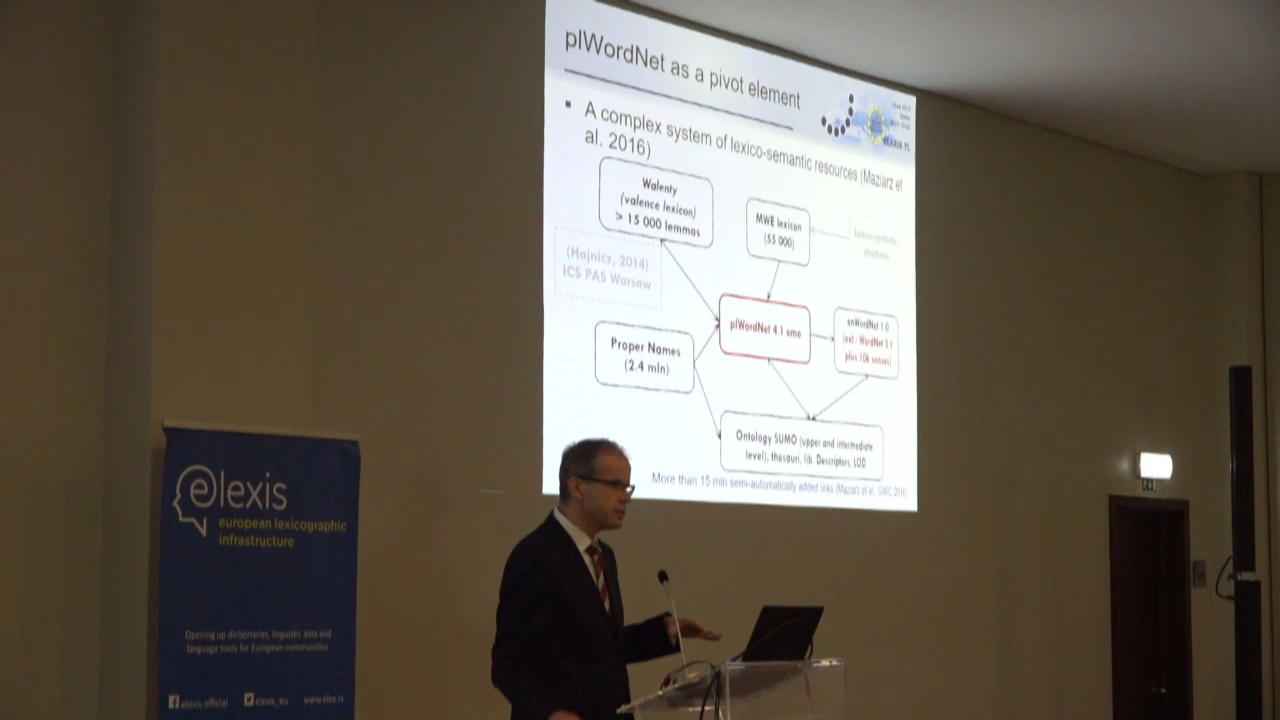 plWordNet as a pivot element
▪ A complex system of lexico-semantic resources (Maziarz et
al. 2016)
Walenty
(valence lexicon)
> 15 000 lemmas
MWE lexicon
(55 000)
structures
(Hajnicz, 2014)
ICS PAS Warsaw
plWordNet 4.1 emo
enWordNet 1.0
(ext. WordNet 3.1
plus 10k senses)
Proper Names
(2.4 mln)
Ontology SUMO (upper and intermediate
level), thesauri, lib. Descriptors, LOD
More than 15 mln semi-automatically added links (Maziarz et al., GWC 2016)
elexis
european lexicographic
infrastructure
Opening up dictionaries, linguistic data and
language tools for European communities.
elexis.official elexis_eu www.elex.is